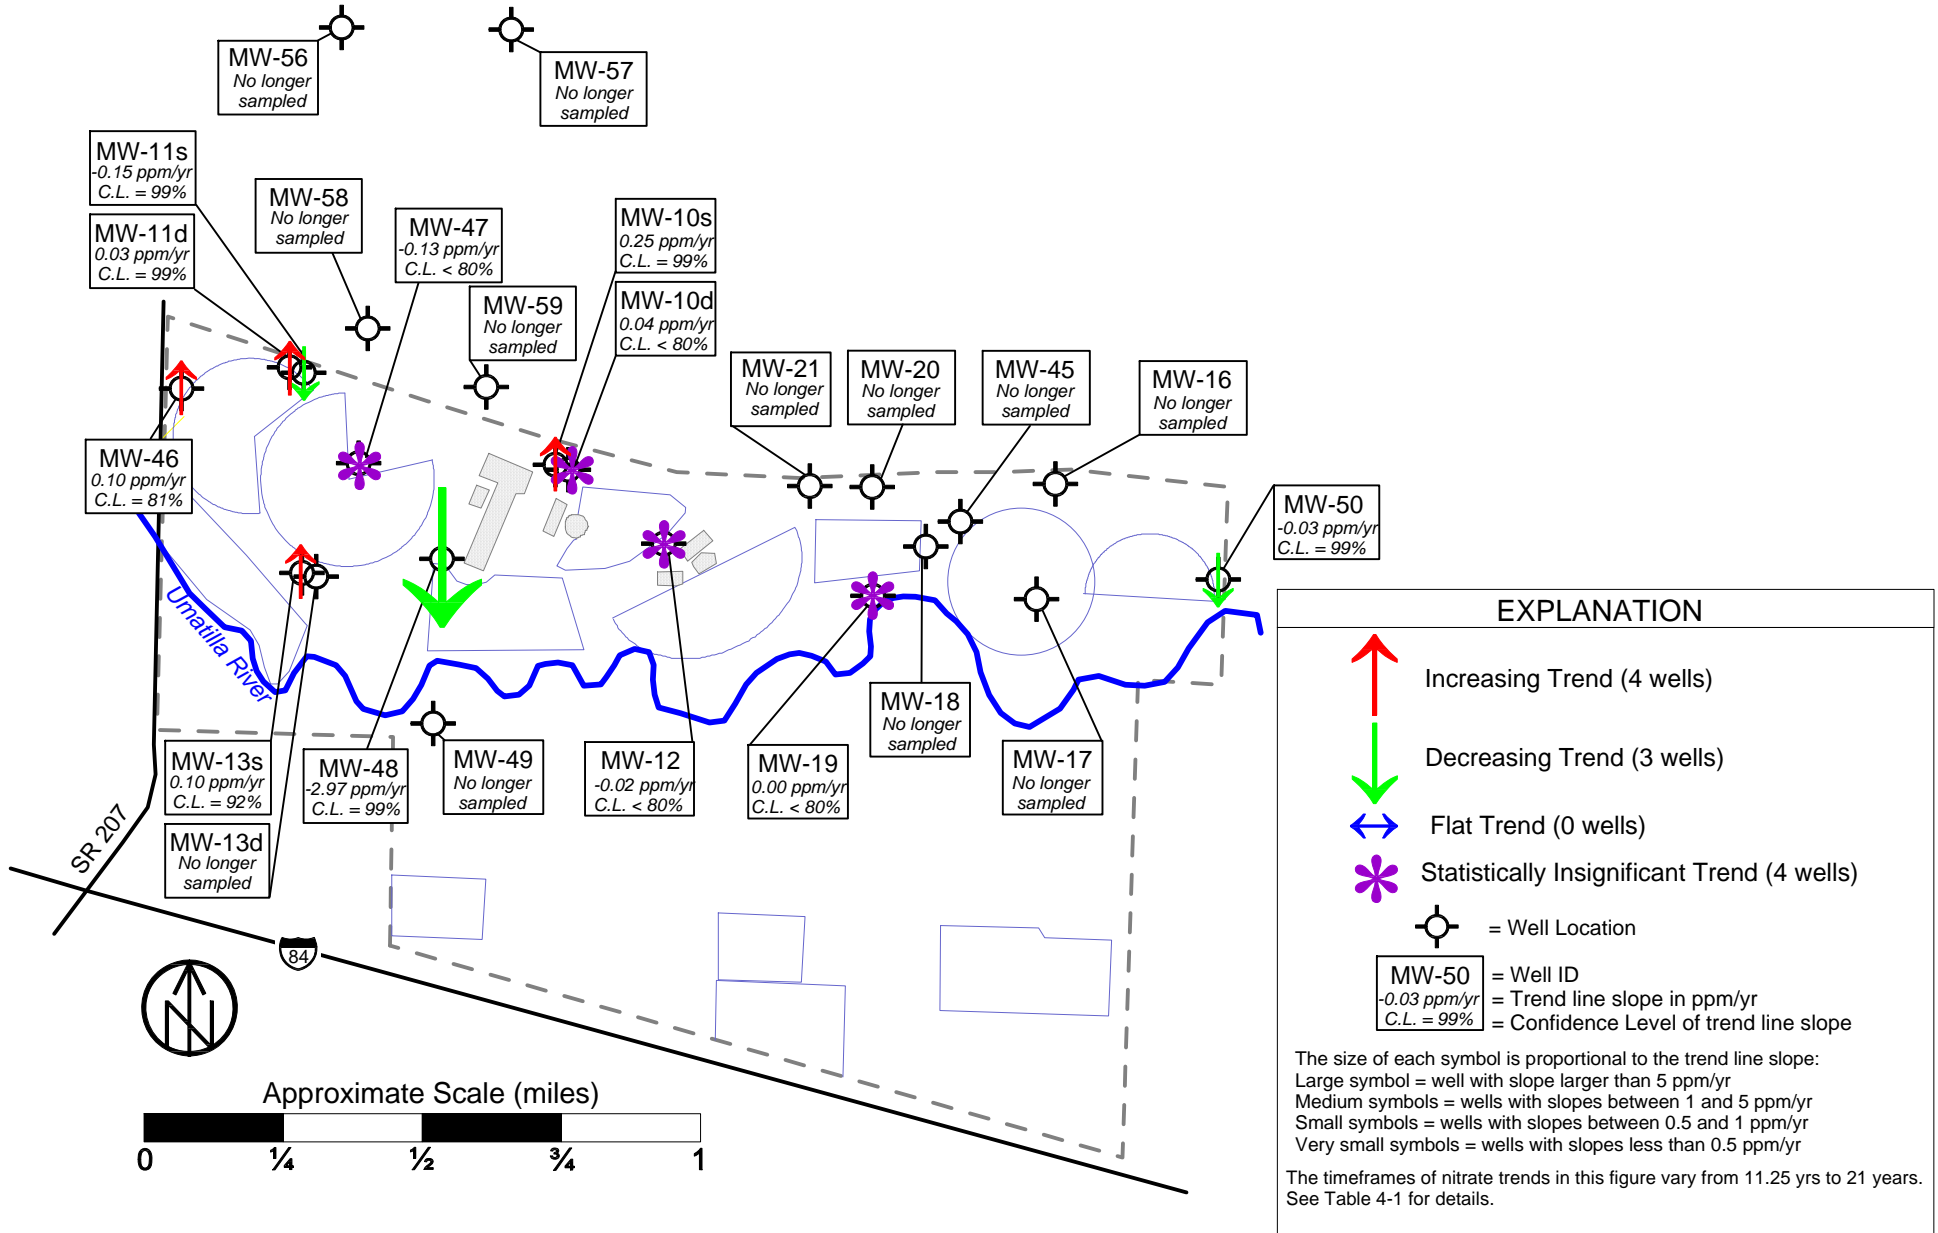 MW-56
No longer
sampled
MW-57
No longer
sampled
MW-11s
-0.15 ppm/yr
C.L. = 99%
MW-58
No longer
sampled
MW-47
-0.13 ppm/yr
C.L. < 80%
MW-10s
0.25 ppm/yr
C.L. = 99%
MW-11d
0.03 ppm/yr
C.L. = 99%
MW-59
No longer
sampled
MW-10d
0.04 ppm/yr
C.L. < 80%
MW-21
No longer
sampled
MW-20
No longer
sampled
MW-45
No longer
sampled
MW-16
No longer
sampled
MW-46
0.10 ppm/yr
C.L. = 81%
MW-50
-0.03 ppm/yr
C.L. = 99%
Umatilla River
MW-18
No longer
sampled
MW-13s
0.10 ppm/yr
C.L. = 92%
MW-48
-2.97 ppm/yr
C.L. = 99%
MW-49
No longer
sampled
MW-12
-0.02 ppm/yr
C.L. < 80%
MW-19
0.00 ppm/yr
C.L. < 80%
MW-17
No longer
sampled
MW-13d
No longer
sampled
SR 207
84
N
Approximate Scale (miles)
0 ¼ ½ ¾ 1
EXPLANATION
Increasing Trend (4 wells)
Decreasing Trend (3 wells)
Flat Trend (0 wells)
Statistically Insignificant Trend (4 wells)
= Well Location
MW-50 = Well ID
-0.03 ppm/yr = Trend line slope in ppm/yr
C.L. = 99% = Confidence Level of trend line slope
The size of each symbol is proportional to the trend line slope:
Large symbol = well with slope larger than 5 ppm/yr
Medium symbols = wells with slopes between 1 and 5 ppm/yr
Small symbols = wells with slopes between 0.5 and 1 ppm/yr
Very small symbols = wells with slopes less than 0.5 ppm/yr
The timeframes of nitrate trends in this figure vary from 11.25 yrs to 21 years.
See Table 4-1 for details.